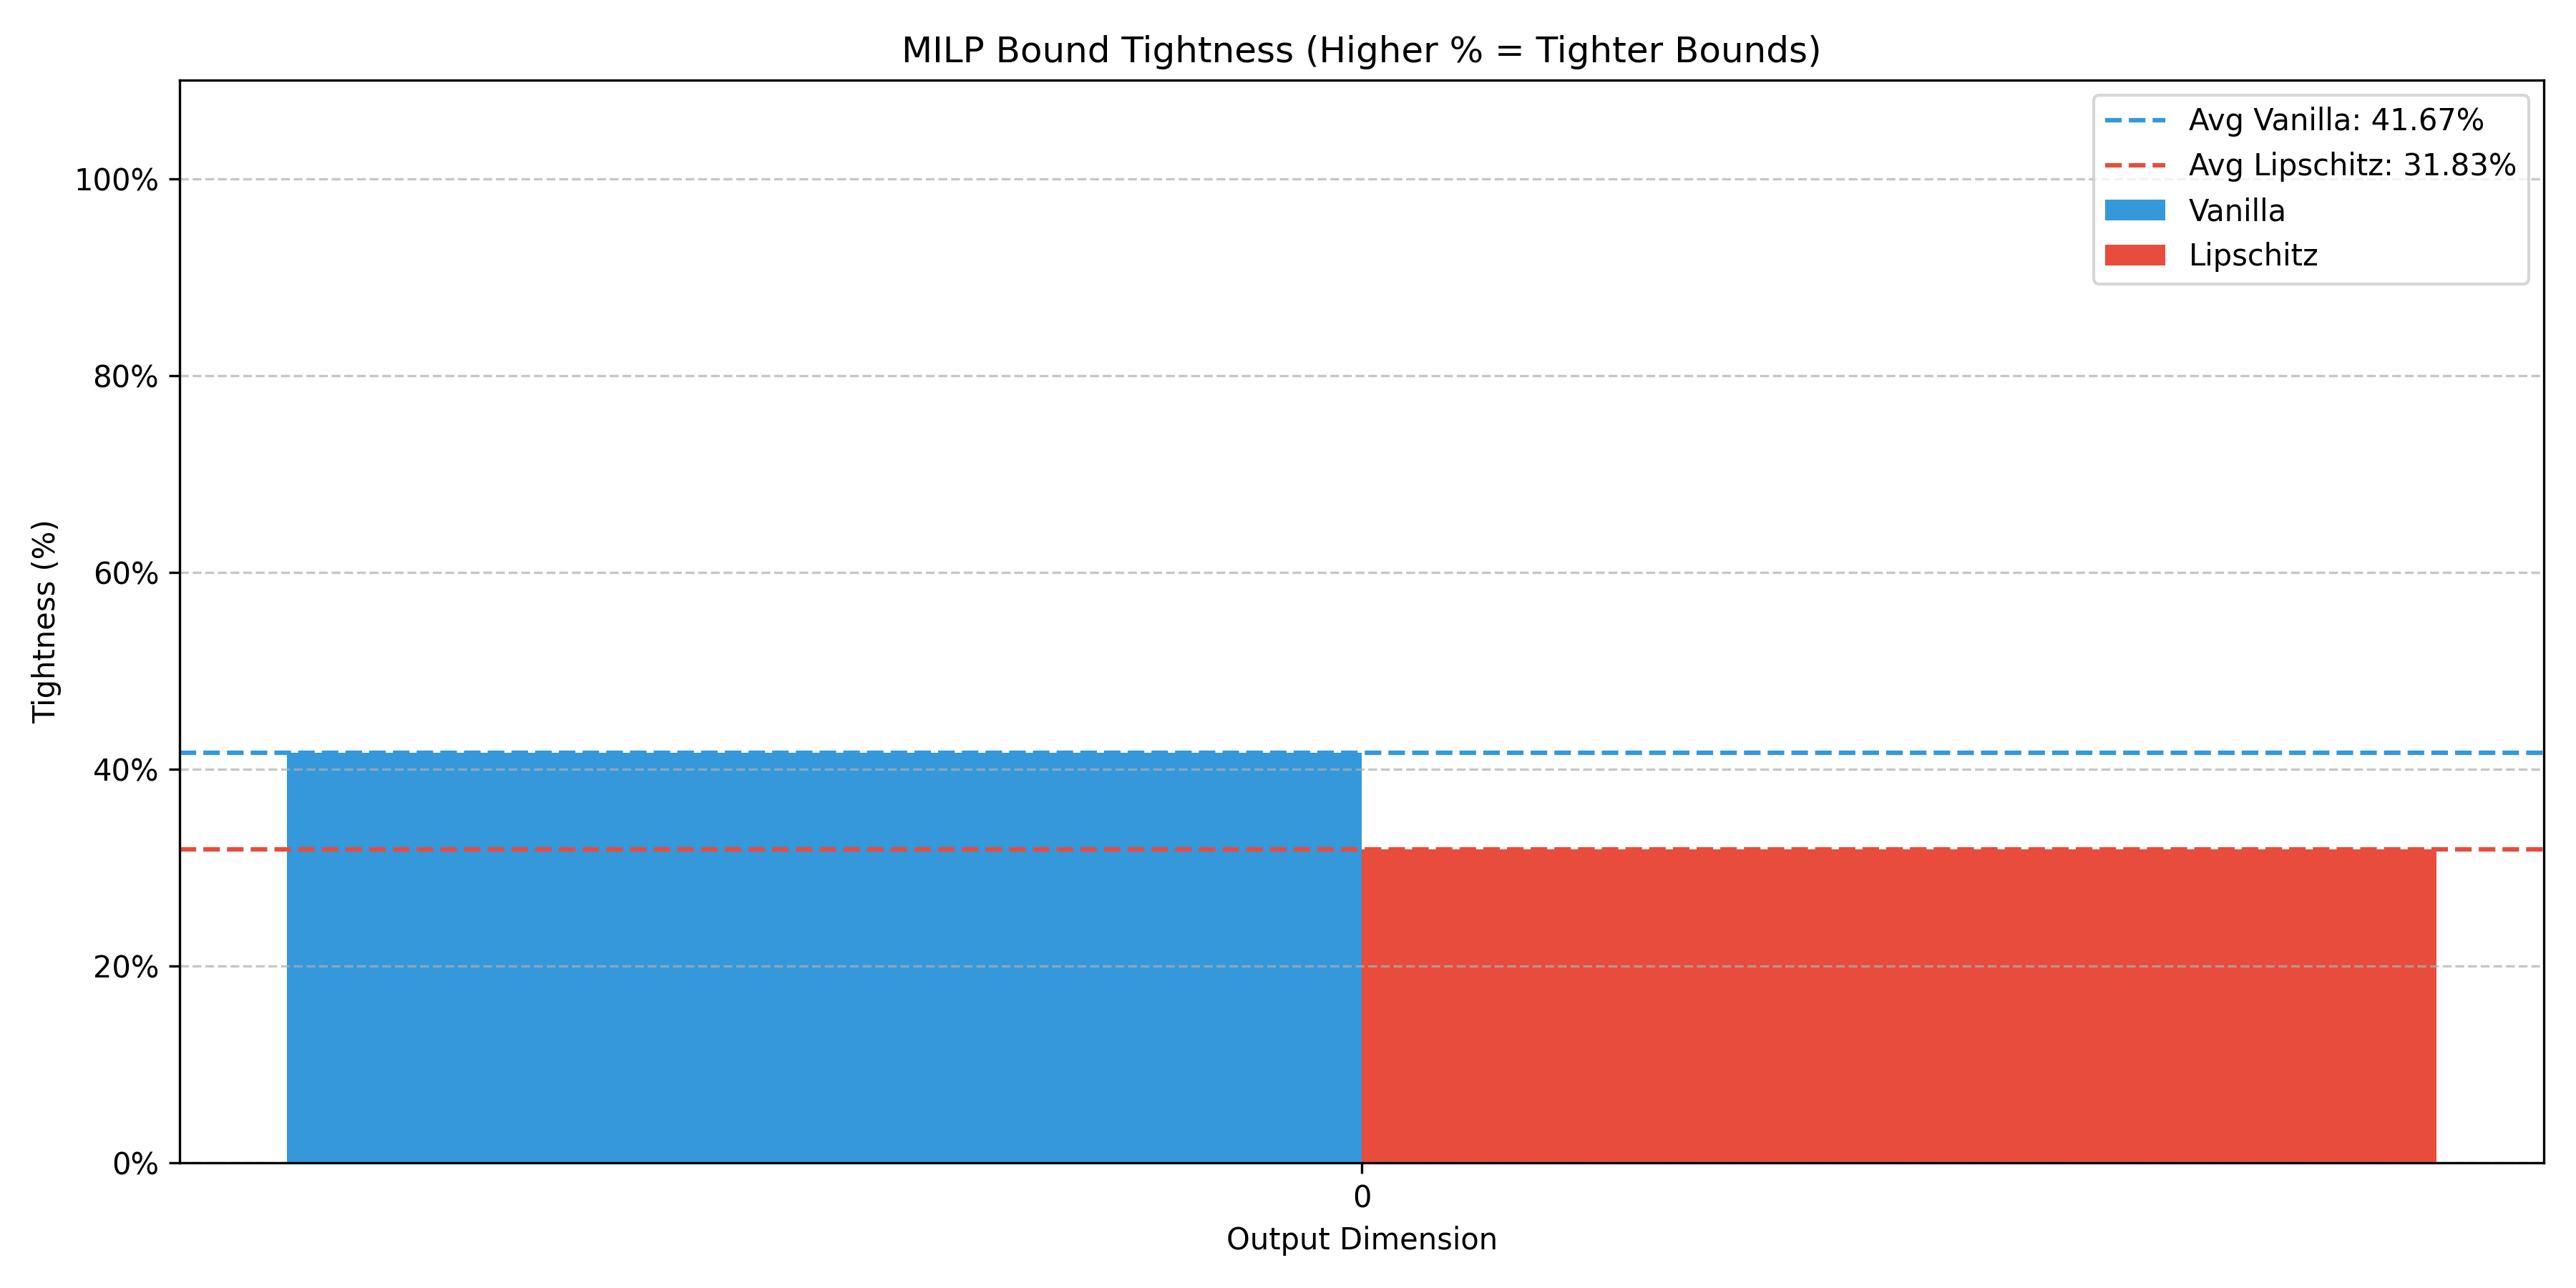 MILP Bound Tightness (Higher % = Tighter Bounds)
Avg Vanilla: 41.67%
Avg Lipschitz: 31.83%
Vanilla
Lipschitz
Tightness (%)
100%
80%
60%
40%
20%
0%
0
Output Dimension